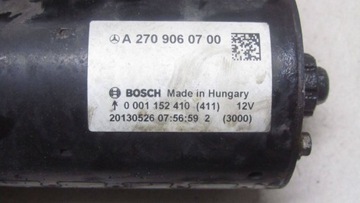 A 270 906 07 00
BOSCH Made in Hungary
0 001 152 410 (411) 12V
20130526 07:56:59 2 (3000)